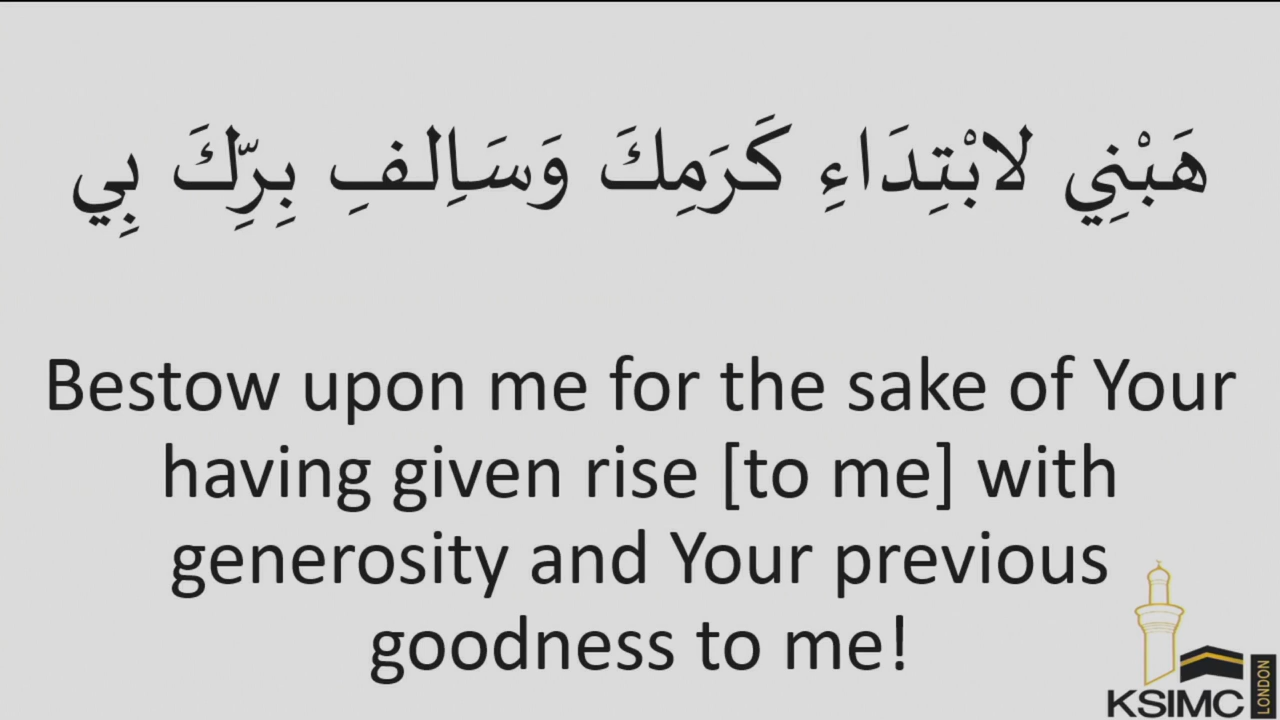 هَبْنِي لابْتِدَاءِ كَرَمِكَ وَسَـالِفِ بِرِّكَ بِي
Bestow upon me for the sake of Your
having given rise [to me] with
generosity and Your previous
goodness to me!
KSIMC LONDON